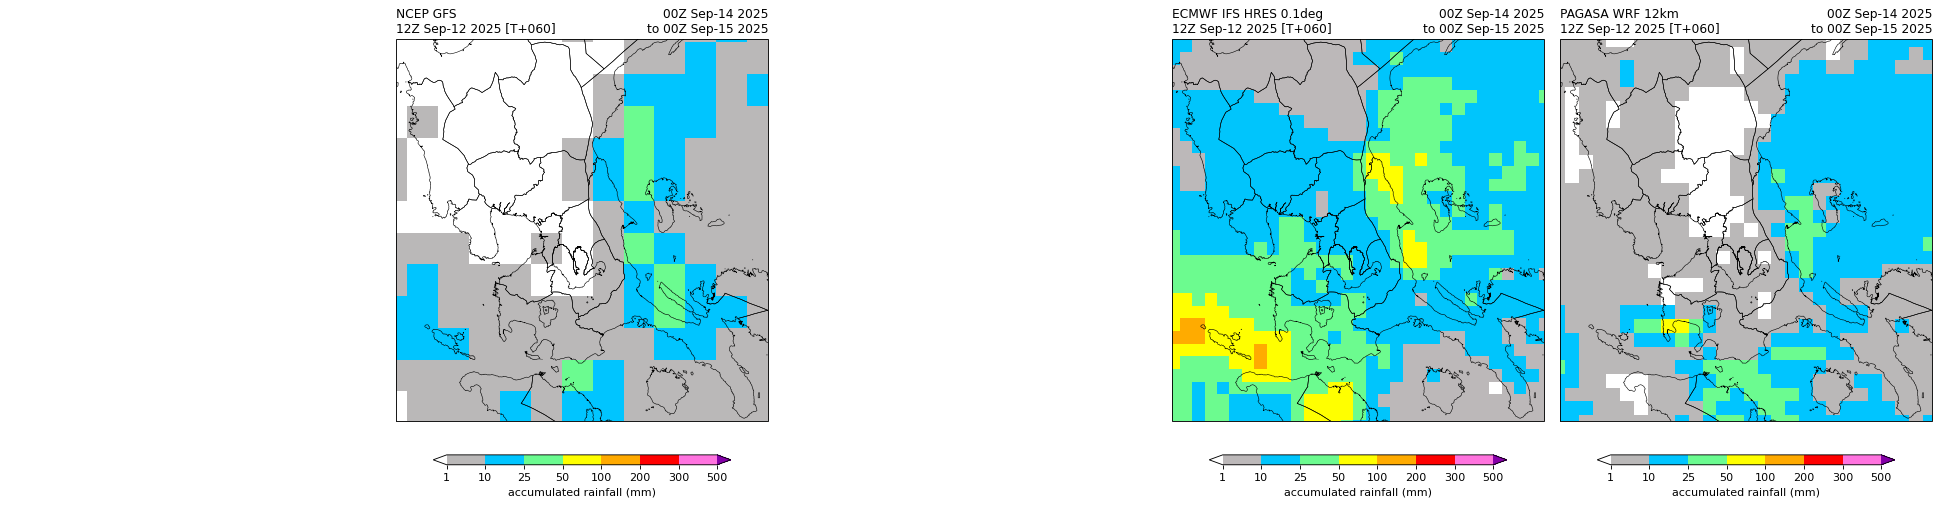 NCEP GFS 00Z Sep-14 2025
12Z Sep-12 2025 [T+060] to 00Z Sep-15 2025
1 10 25 50 100 200 300 500
accumulated rainfall (mm)
ECMWF IFS HRES 0.1deg 00Z Sep-14 2025
12Z Sep-12 2025 [T+060] to 00Z Sep-15 2025
1 10 25 50 100 200 300 500
accumulated rainfall (mm)
PAGASA WRF 12km 00Z Sep-14 2025
12Z Sep-12 2025 [T+060] to 00Z Sep-15 2025
1 10 25 50 100 200 300 500
accumulated rainfall (mm)